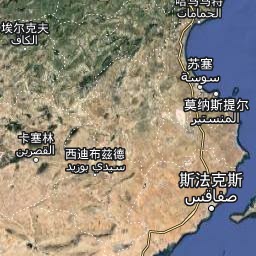 哈马马特
الحمامات
埃尔克夫
الكاف
苏塞
سوسة
莫纳斯提尔
المنستير
卡塞林
القصرين
西迪布兹德
سيدي بوزيد
斯法克斯
صفاقس